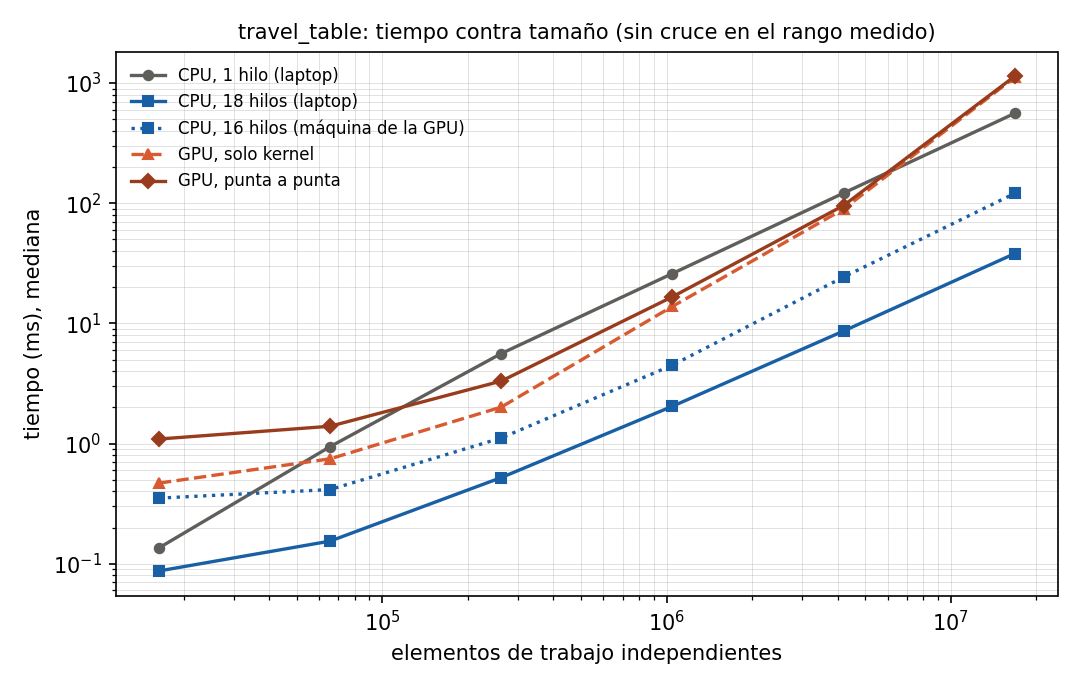 travel_table: tiempo contra tamaño (sin cruce en el rango medido)
CPU, 1 hilo (laptop)
CPU, 18 hilos (laptop)
CPU, 16 hilos (máquina de la GPU)
GPU, solo kernel
GPU, punta a punta
tiempo (ms), mediana
10³
10²
10¹
10⁰
10⁻¹
10⁵ 10⁶ 10⁷
elementos de trabajo independientes